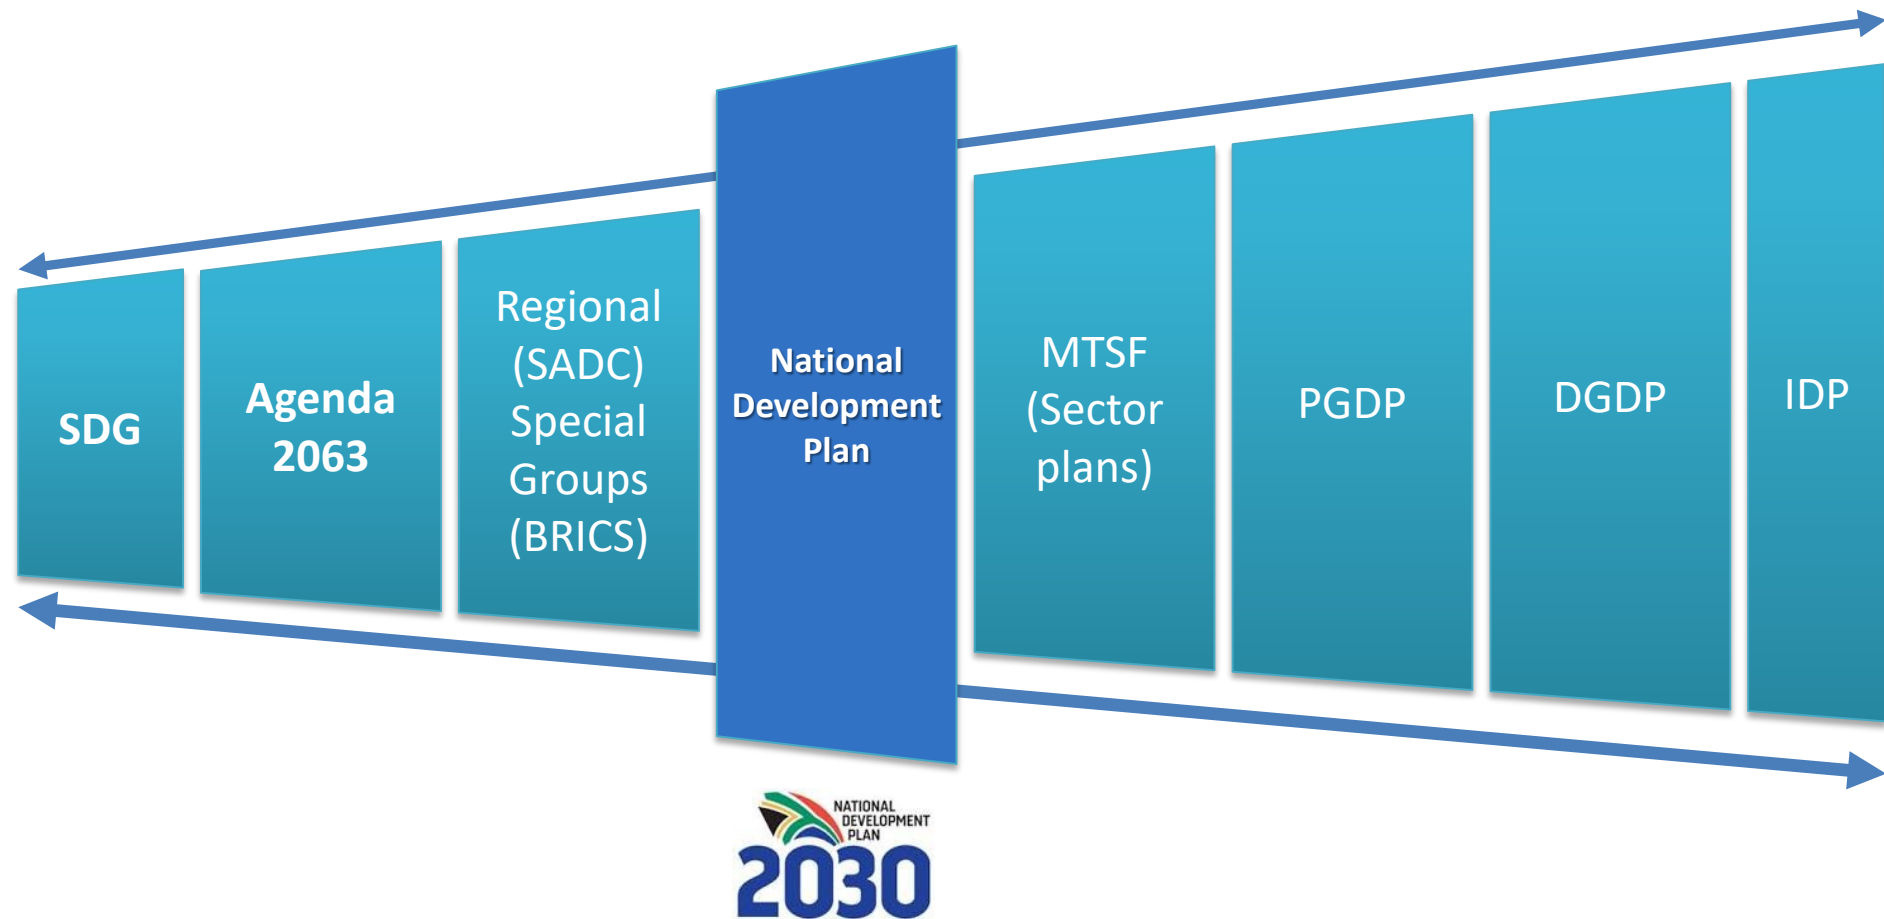 SDG
Agenda
2063
Regional
(SADC)
Special
Groups
(BRICS)
National
Development
Plan
MTSF
(Sector
plans)
PGDP
DGDP
IDP
NATIONAL
DEVELOPMENT
PLAN
2030